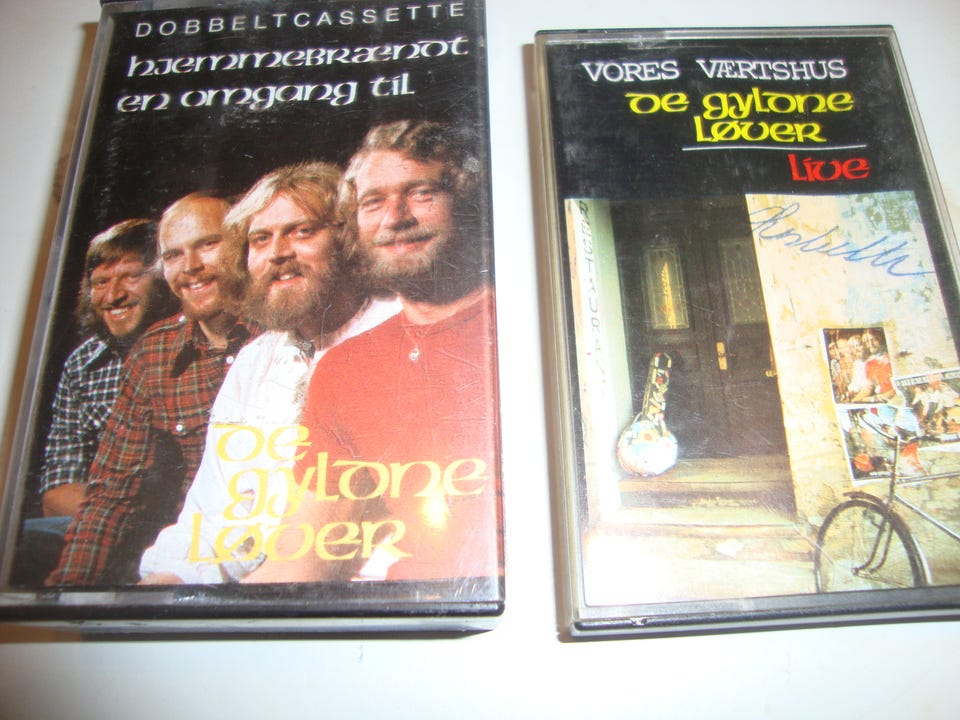 DOBBELTCASSETTE
hjemmebrændt
en omgang til
de
gyldne
Løver
VORES VÆRTSHUS
de gyldne
Løver
Live